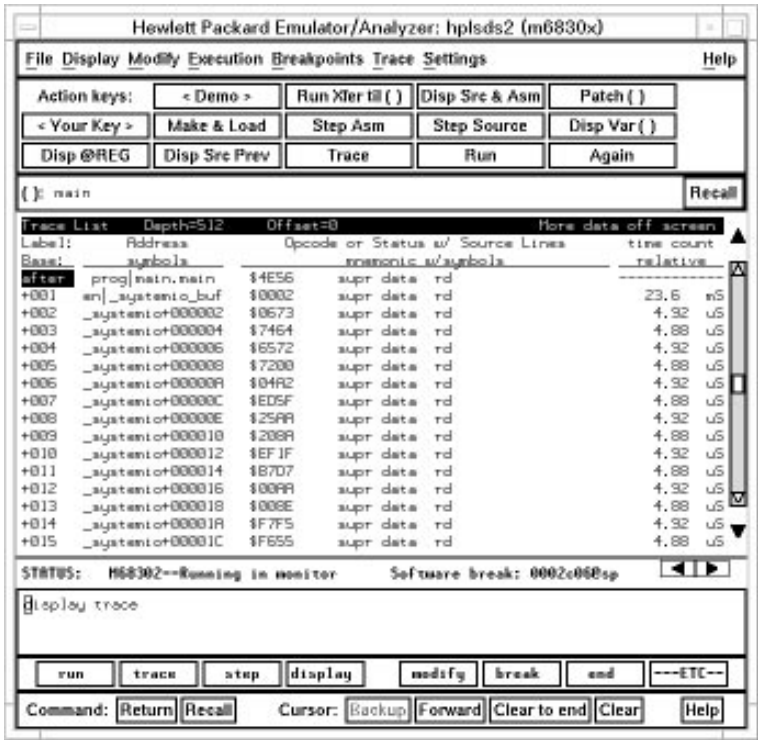 Hewlett Packard Emulator/Analyzer: hplsds2 (m6830x)
File Display Modify Execution Breakpoints Trace Settings Help
Action keys: < Demo > Run Xfer til ( ) Disp Src & Asm Patch ( )
< Your Key > Make & Load Step Asm Step Source Disp Var ( )
Disp @REG Disp Src Prev Trace Run Again
( ): main Recall
Trace List Depth=512 Offset=0 More data off screen
Label: Address Opcode or Status w/ Source Lines time count
Base: symbols mnemonic w/symbols relative
after prog|main.main $4E56 supr data rd ------------
+001 en|_systemio_buf $0002 supr data rd 23.6 mS
+002 _systemio+000002 $0673 supr data rd 4.92 uS
+003 _systemio+000004 $7464 supr data rd 4.88 uS
+004 _systemio+000006 $6572 supr data rd 4.92 uS
+005 _systemio+000008 $7200 supr data rd 4.88 uS
+006 _systemio+00000A $04A2 supr data rd 4.92 uS
+007 _systemio+00000C $ED5F supr data rd 4.88 uS
+008 _systemio+00000E $25AA supr data rd 4.92 uS
+009 _systemio+000010 $208A supr data rd 4.88 uS
+010 _systemio+000012 $EF1F supr data rd 4.92 uS
+011 _systemio+000014 $B7D7 supr data rd 4.88 uS
+012 _systemio+000016 $00AA supr data rd 4.92 uS
+013 _systemio+000018 $008E supr data rd 4.88 uS
+014 _systemio+00001A $F7F5 supr data rd 4.92 uS
+015 _systemio+00001C $F655 supr data rd 4.88 uS
STATUS: M68302--Running in monitor Software break: 0002c060sp
display trace
run trace step display modify break end ---ETC--
Command: Return Recall Cursor: Backup Forward Clear to end Clear Help